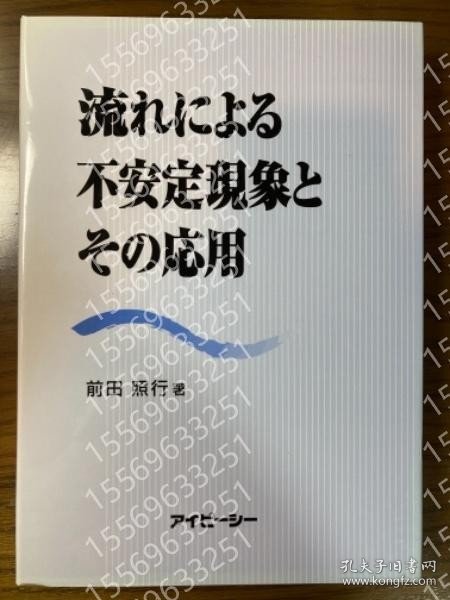 流れによる
不安定現象と
その応用
前田 照行 著
アイピーシー
15569633251
孔夫子旧书网
www.kongfz.com